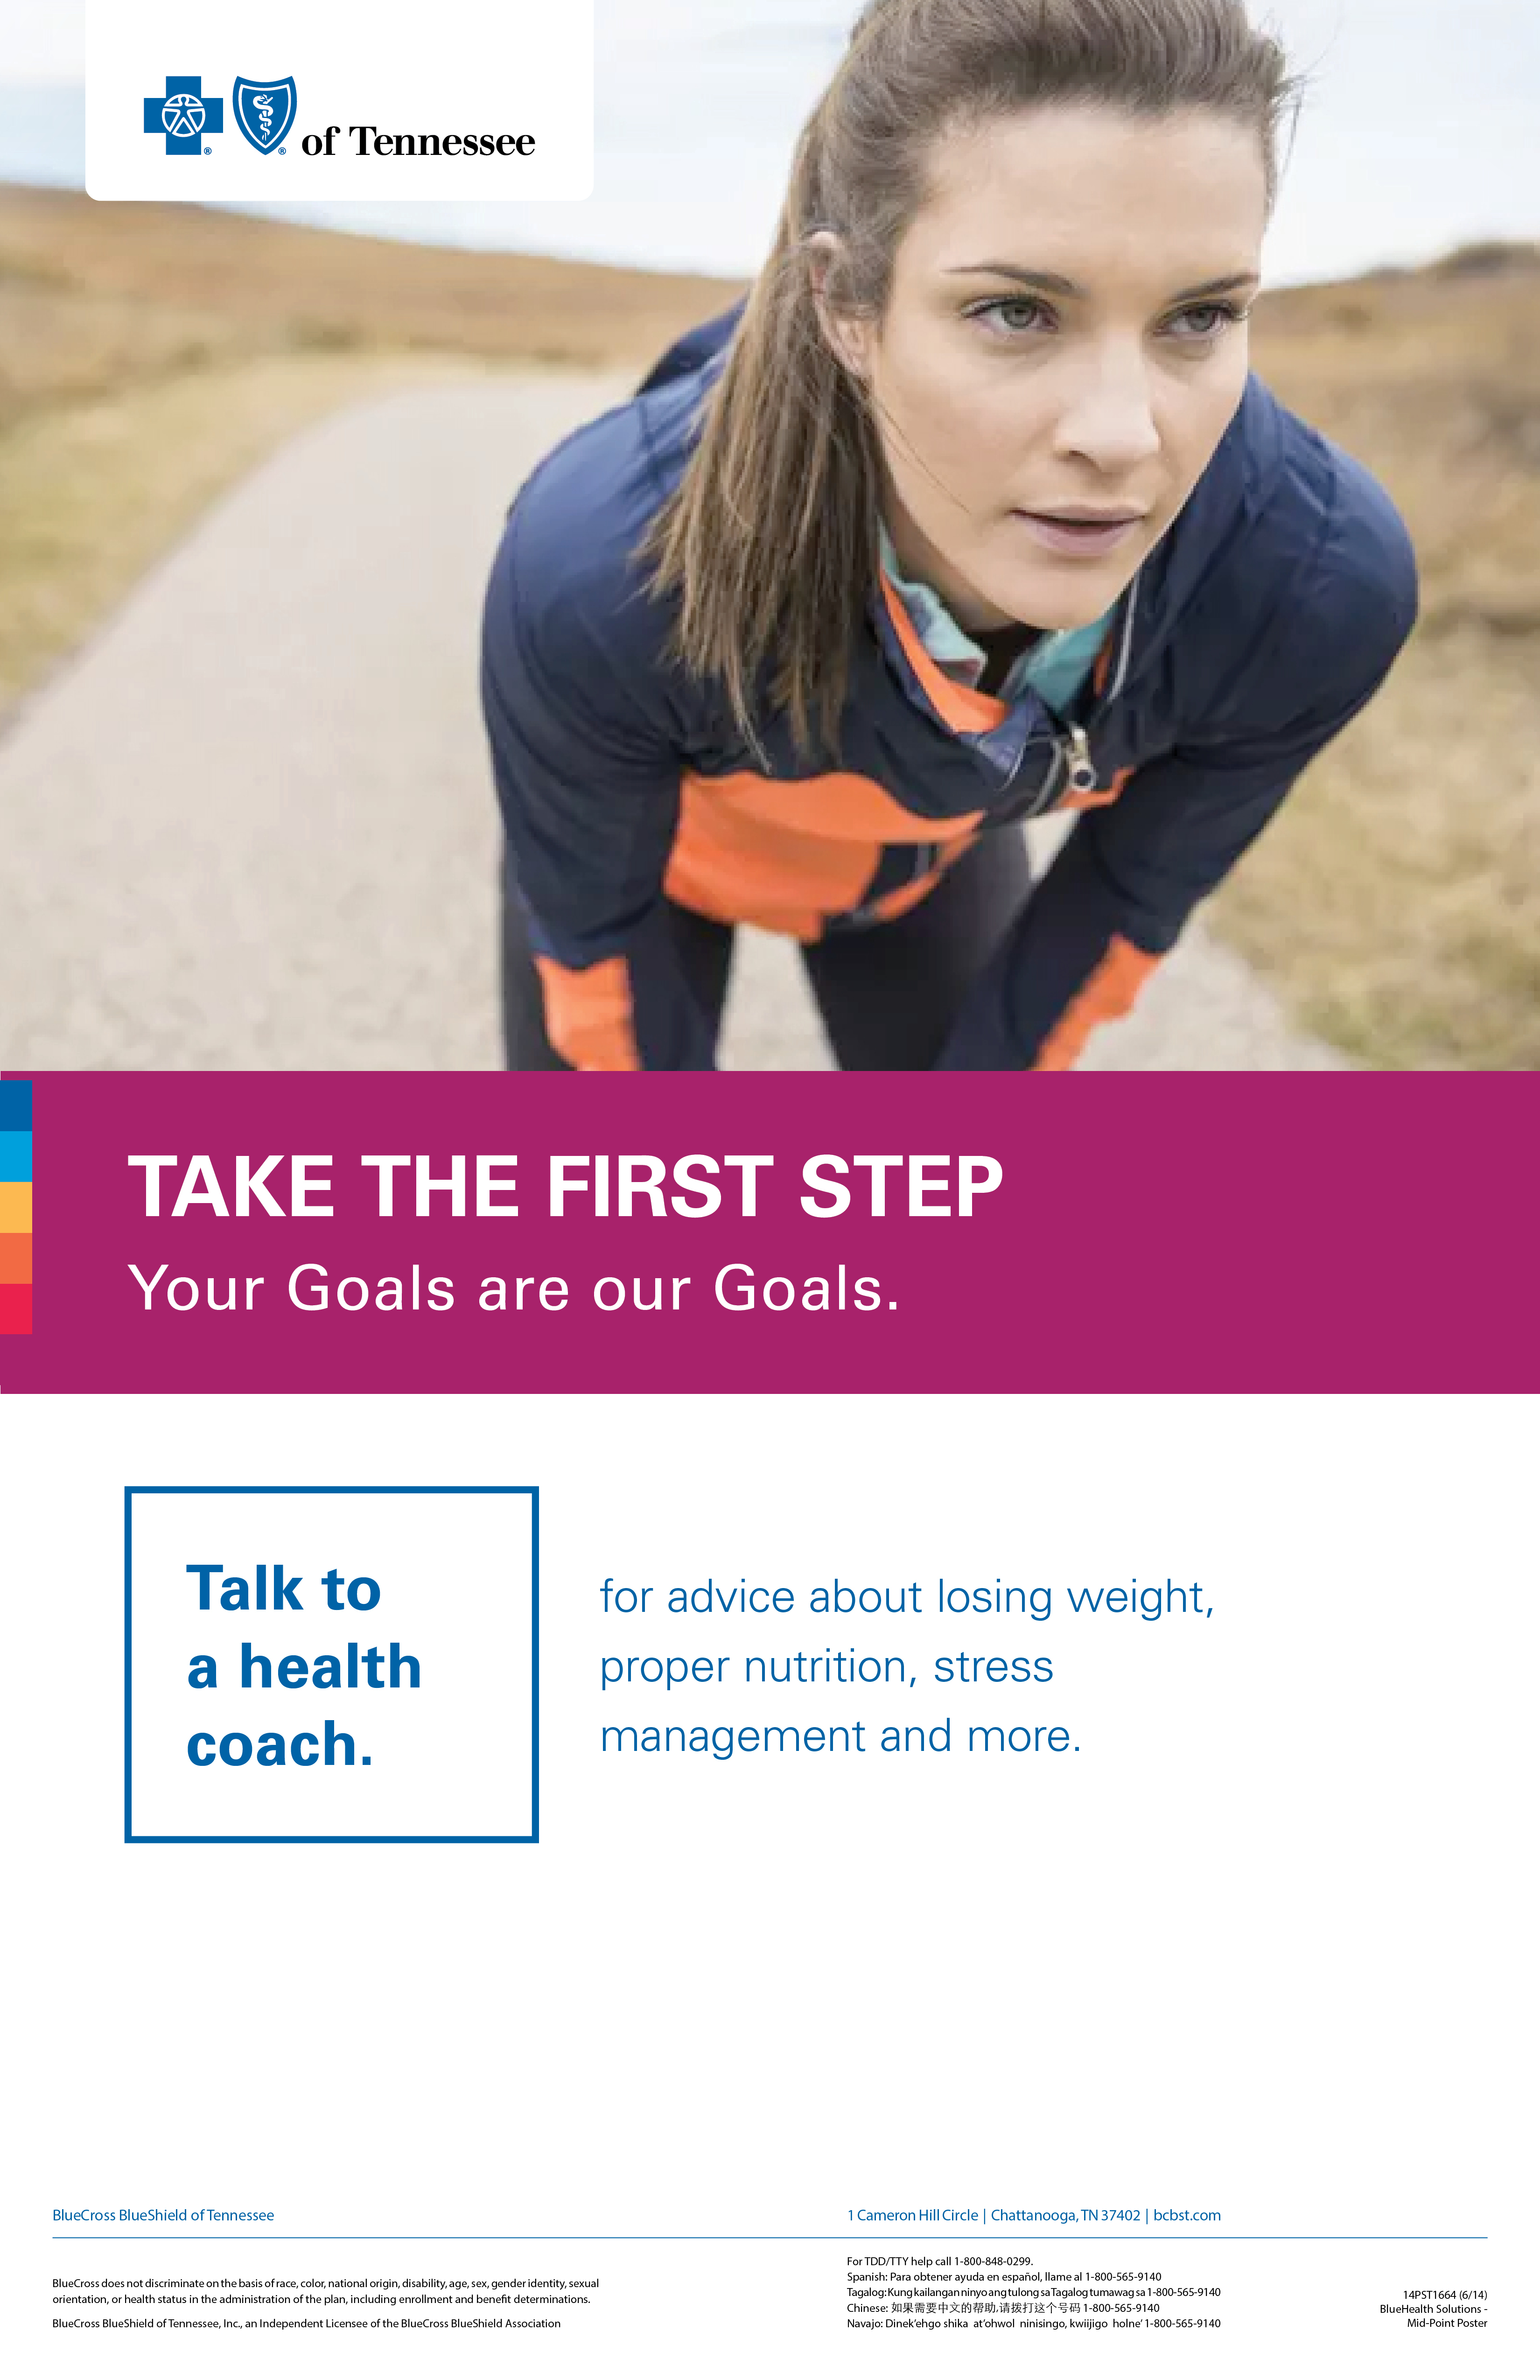 of Tennessee
TAKE THE FIRST STEP
Your Goals are our Goals.
Talk to
a health
coach.
for advice about losing weight,
proper nutrition, stress
management and more.
BlueCross BlueShield of Tennessee
1 Cameron Hill Circle | Chattanooga, TN 37402 | bcbst.com
BlueCross does not discriminate on the basis of race, color, national origin, disability, age, sex, gender identity, sexual
orientation, or health status in the administration of the plan, including enrollment and benefit determinations.
BlueCross BlueShield of Tennessee, Inc., an Independent Licensee of the BlueCross BlueShield Association
For TDD/TTY help call 1-800-848-0299.
Spanish: Para obtener ayuda en español, llame al 1-800-565-9140
Tagalog: Kung kailangan ninyo ang tulong sa Tagalog tumawag sa 1-800-565-9140
Chinese: 如果需要中文的帮助,请拨打这个号码 1-800-565-9140
Navajo: Dinek'ehgo shika at'ohwol ninisingo, kwiijigo holne' 1-800-565-9140
14PST1664 (6/14)
BlueHealth Solutions -
Mid-Point Poster